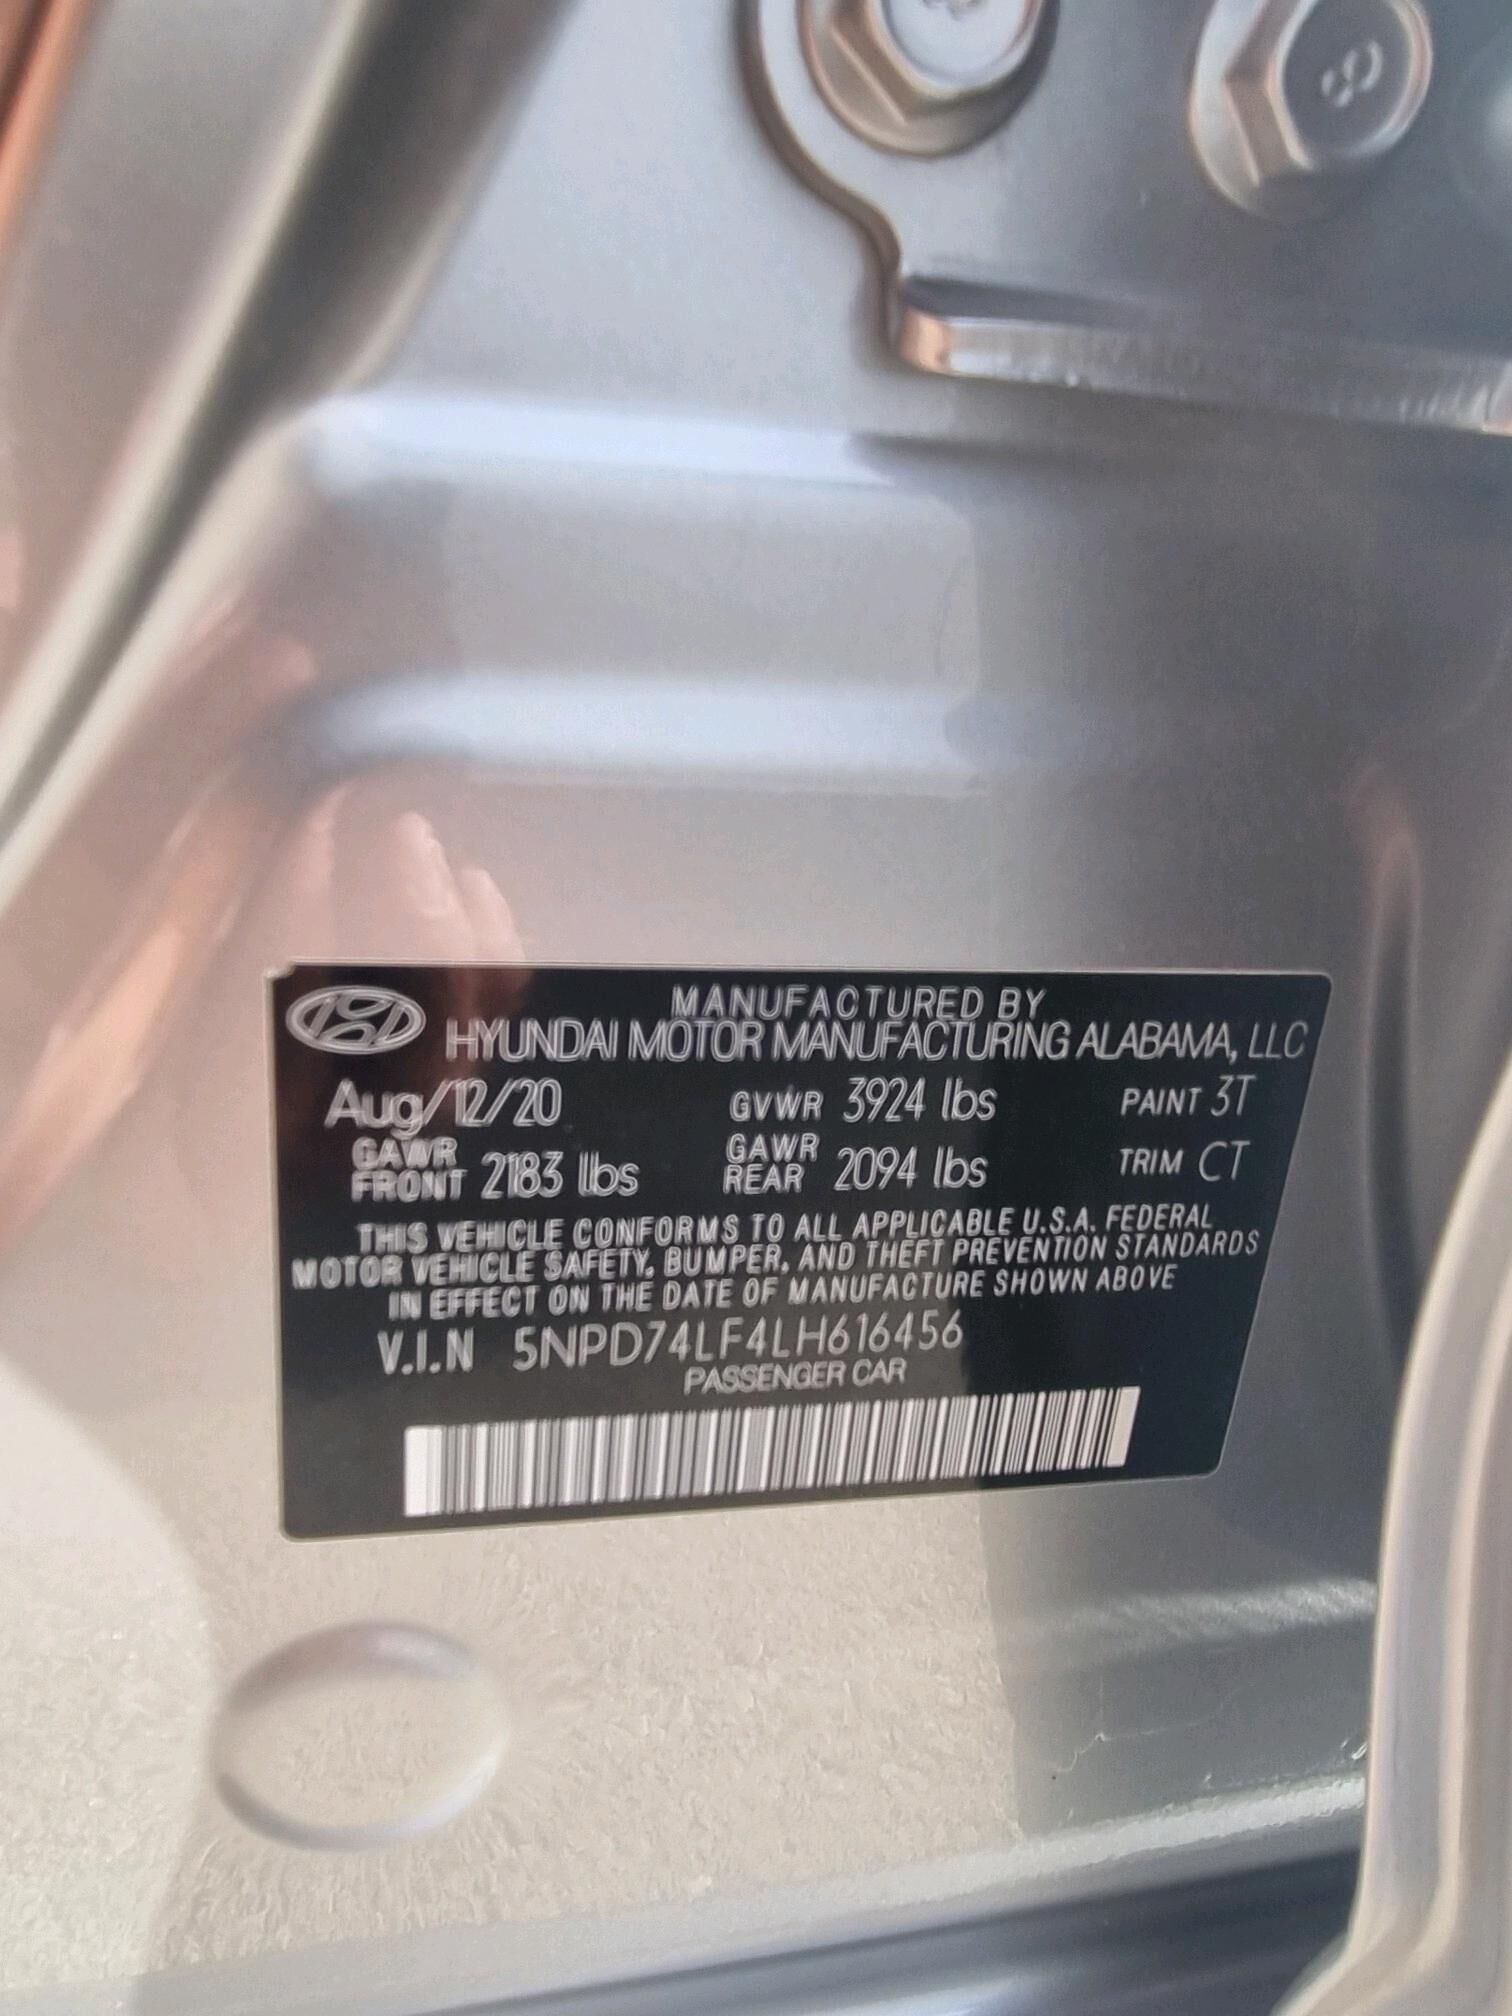 MANUFACTURED BY
HYUNDAI MOTOR MANUFACTURING ALABAMA, LLC
Aug/12/20 GVWR 3924 lbs PAINT 3T
GAWR FRONT 2183 lbs GAWR REAR 2094 lbs TRIM CT
THIS VEHICLE CONFORMS TO ALL APPLICABLE U.S.A. FEDERAL
MOTOR VEHICLE SAFETY, BUMPER, AND THEFT PREVENTION STANDARDS
IN EFFECT ON THE DATE OF MANUFACTURE SHOWN ABOVE
V.I.N 5NPD74LF4LH616456
PASSENGER CAR